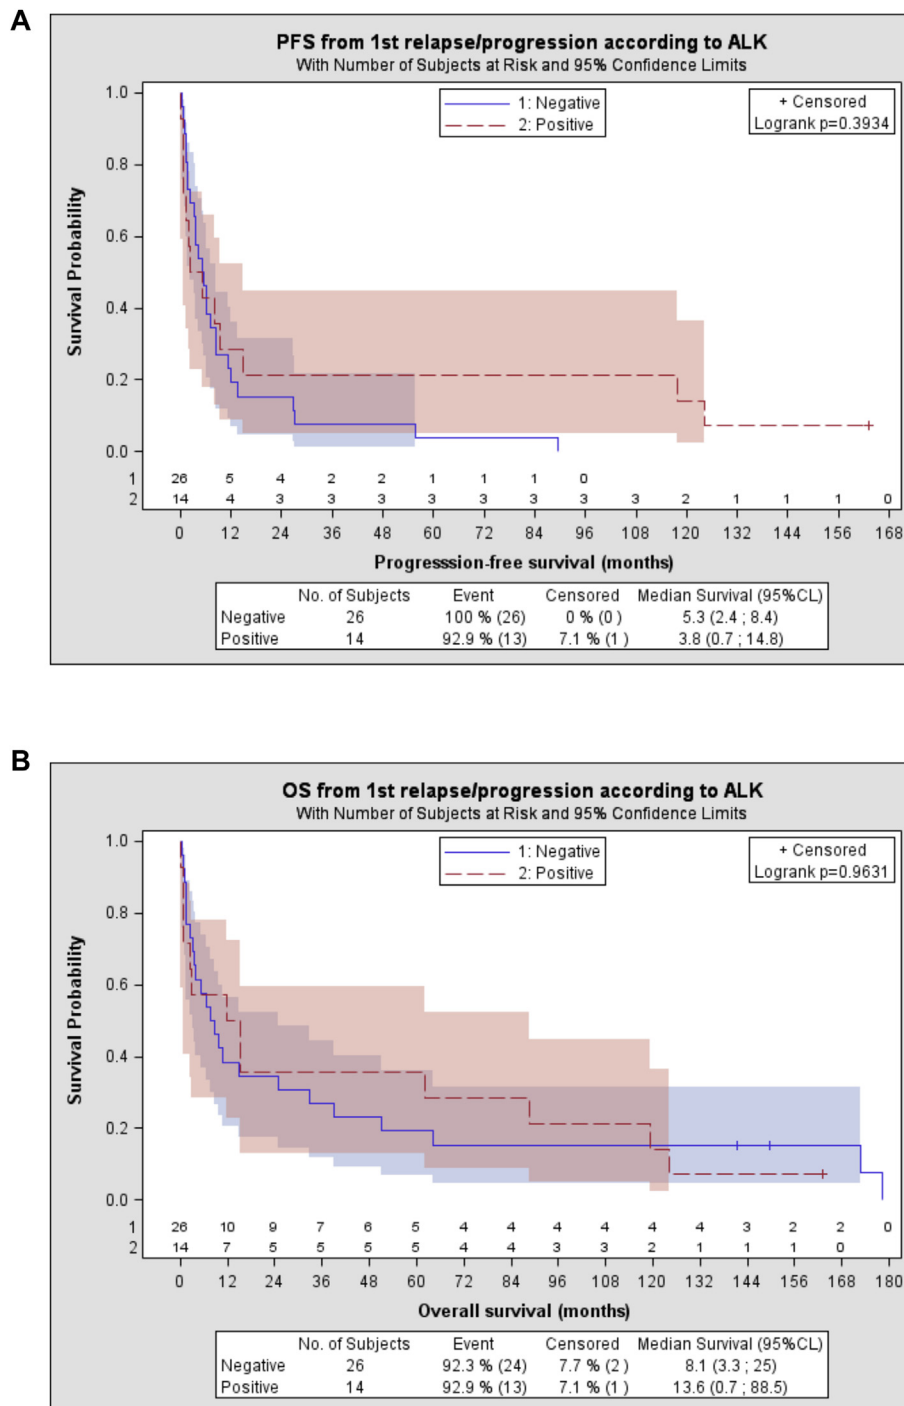 A
PFS from 1st relapse/progression according to ALK
With Number of Subjects at Risk and 95% Confidence Limits
1: Negative
2: Positive
+ Censored
Logrank p=0.3934
Survival Probability
1.0
0.8
0.6
0.4
0.2
0.0
1 26 5 4 2 2 1 1 1 0
2 14 4 3 3 3 3 3 3 3 3 2 1 1 1 0
0 12 24 36 48 60 72 84 96 108 120 132 144 156 168
Progresssion-free survival (months)
No. of Subjects Event Censored Median Survival (95%CL)
Negative 26 100 % (26) 0 % (0 ) 5.3 (2.4 ; 8.4)
Positive 14 92.9 % (13) 7.1 % (1 ) 3.8 (0.7 ; 14.8)
B
OS from 1st relapse/progression according to ALK
With Number of Subjects at Risk and 95% Confidence Limits
1: Negative
2: Positive
+ Censored
Logrank p=0.9631
Survival Probability
1.0
0.8
0.6
0.4
0.2
0.0
1 26 10 9 7 6 5 4 4 4 4 4 4 3 2 2 0
2 14 7 5 5 5 5 4 4 3 3 2 1 1 1 0
0 12 24 36 48 60 72 84 96 108 120 132 144 156 168 180
Overall survival (months)
No. of Subjects Event Censored Median Survival (95%CL)
Negative 26 92.3 % (24) 7.7 % (2 ) 8.1 (3.3 ; 25)
Positive 14 92.9 % (13) 7.1 % (1 ) 13.6 (0.7 ; 88.5)